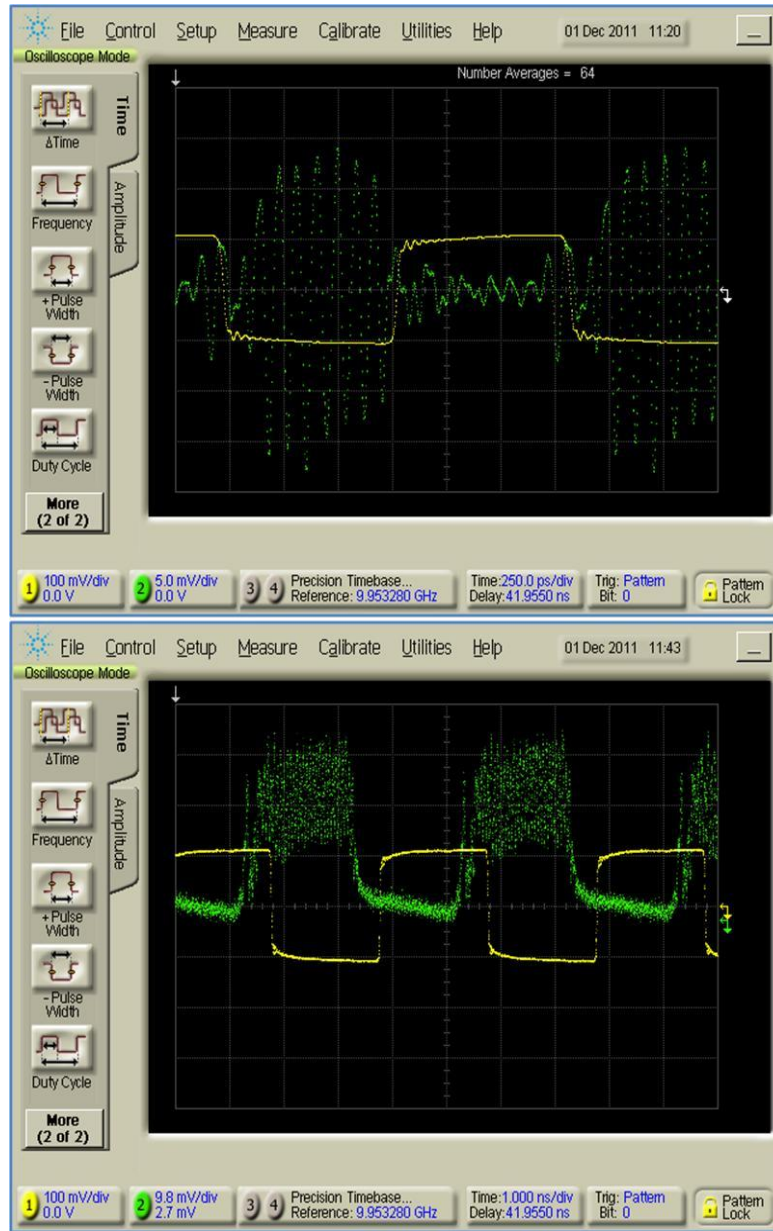 File Control Setup Measure Calibrate Utilities Help 01 Dec 2011 11:20
Oscilloscope Mode
Number Averages = 64
Time
Amplitude
ΔTime
Frequency
+ Pulse
Width
- Pulse
Width
Duty Cycle
More
(2 of 2)
1 100 mV/div
0.0 V
2 5.0 mV/div
0.0 V
3 4
Precision Timebase...
Reference: 9.953280 GHz
Time:250.0 ps/div
Delay:41.9550 ns
Trig: Pattern
Bit: 0
Pattern
Lock
File Control Setup Measure Calibrate Utilities Help 01 Dec 2011 11:43
Oscilloscope Mode
Time
Amplitude
ΔTime
Frequency
+ Pulse
Width
- Pulse
Width
Duty Cycle
More
(2 of 2)
1 100 mV/div
0.0 V
2 9.8 mV/div
2.7 mV
3 4
Precision Timebase...
Reference: 9.953280 GHz
Time:1.000 ns/div
Delay:41.9550 ns
Trig: Pattern
Bit: 0
Pattern
Lock